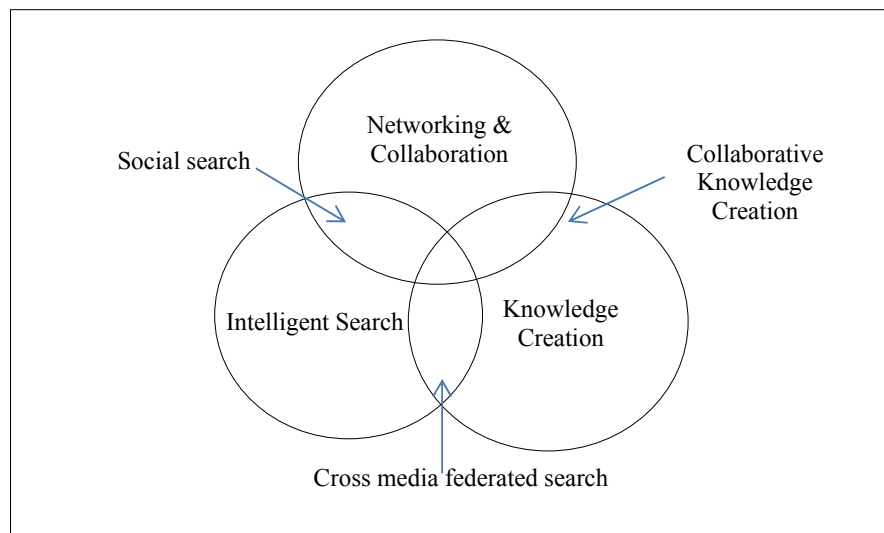 Networking &
Collaboration
Social search
Collaborative
Knowledge
Creation
Intelligent Search
Knowledge
Creation
Cross media federated search